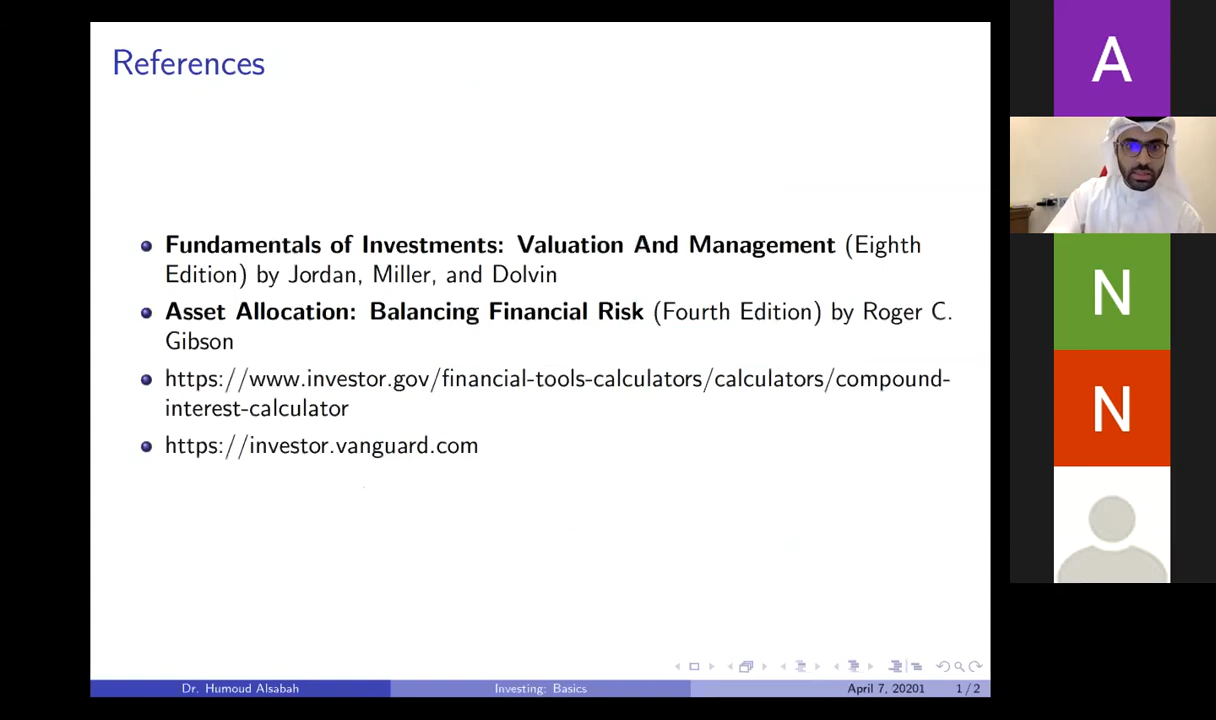 References
Fundamentals of Investments: Valuation And Management (Eighth
Edition) by Jordan, Miller, and Dolvin
Asset Allocation: Balancing Financial Risk (Fourth Edition) by Roger C.
Gibson
https://www.investor.gov/financial-tools-calculators/calculators/compound-
interest-calculator
https://investor.vanguard.com
Dr. Humoud Alsabah
Investing: Basics
April 7, 20201
1 / 2
A
N
N